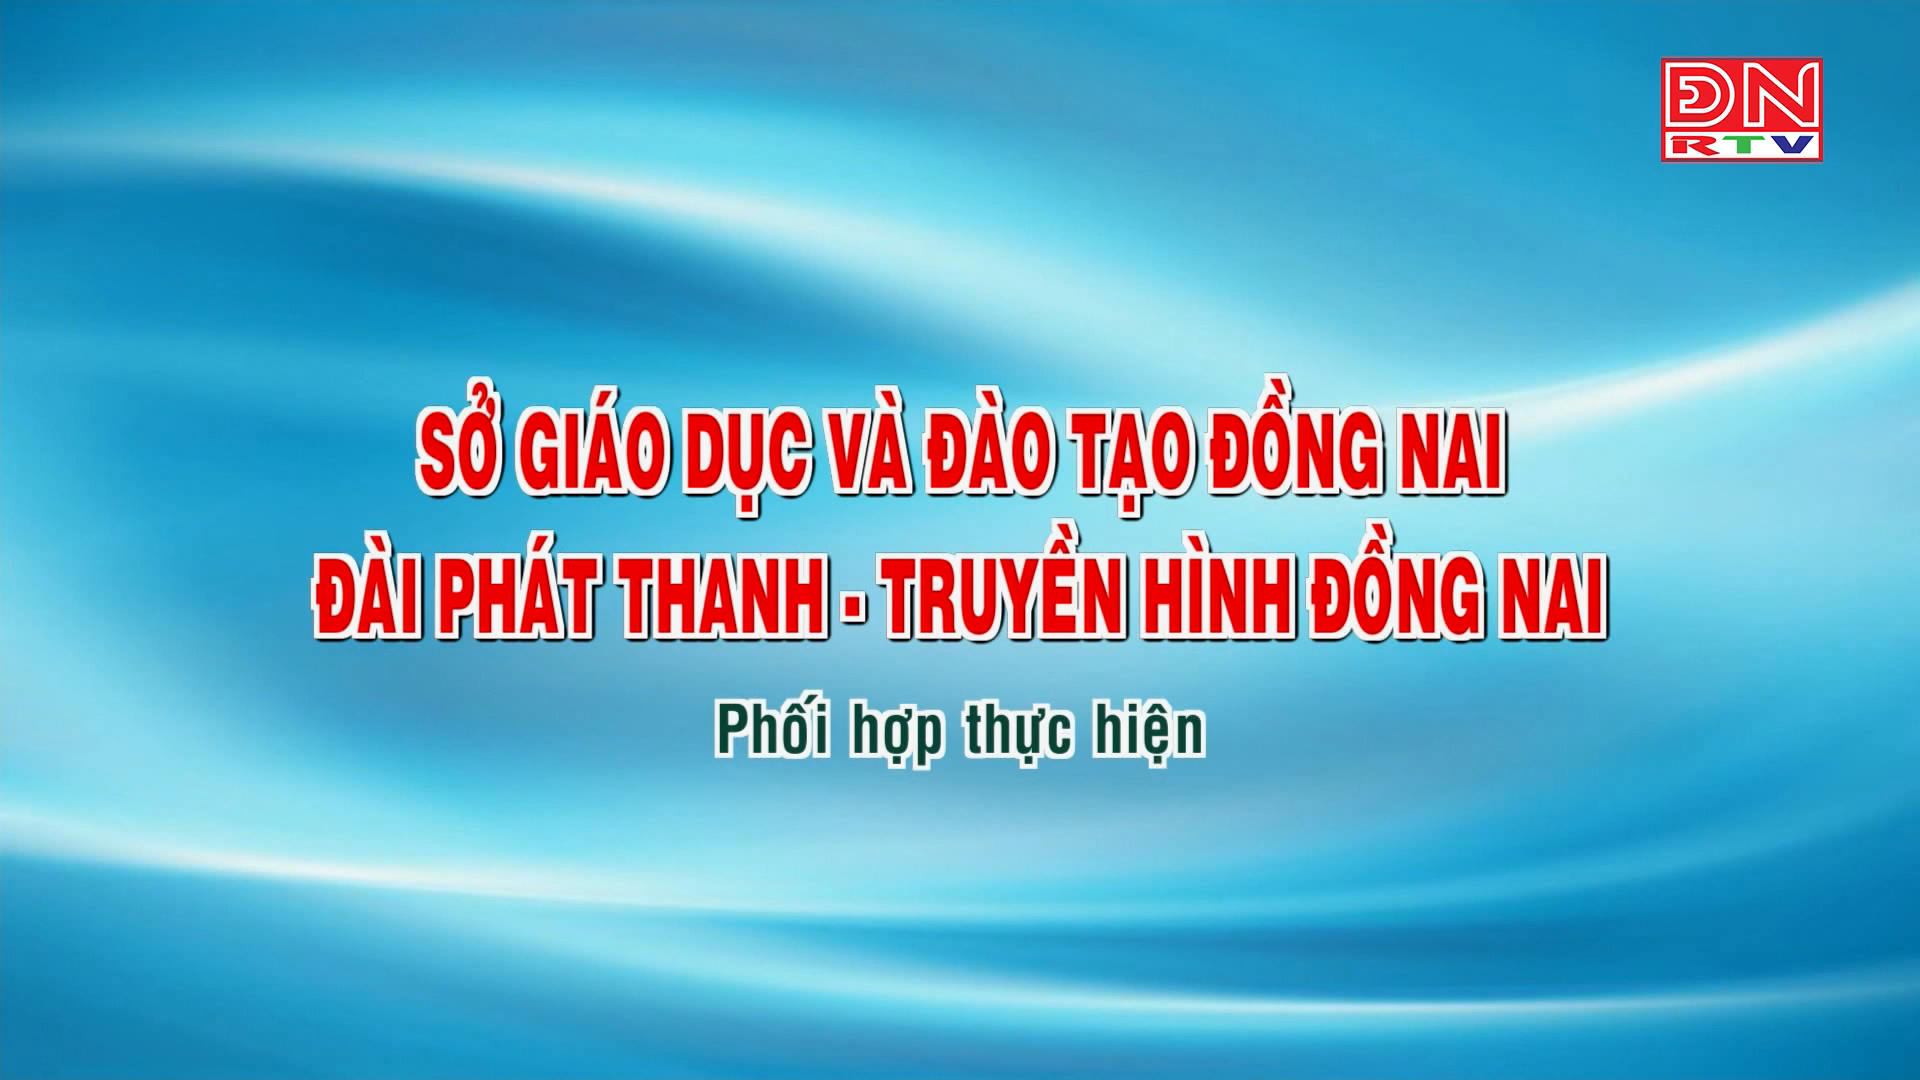 ĐN
RTV
SỞ GIÁO DỤC VÀ ĐÀO TẠO ĐỒNG NAI
ĐÀI PHÁT THANH - TRUYỀN HÌNH ĐỒNG NAI
Phối hợp thực hiện